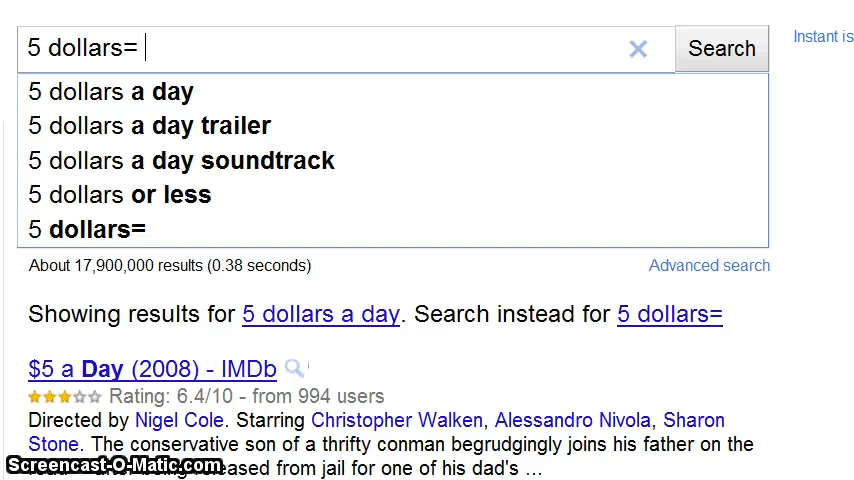 5 dollars=
Search
Instant is
5 dollars a day
5 dollars a day trailer
5 dollars a day soundtrack
5 dollars or less
5 dollars=
About 17,900,000 results (0.38 seconds)
Advanced search
Showing results for 5 dollars a day. Search instead for 5 dollars=
$5 a Day (2008) - IMDb
Rating: 6.4/10 - from 994 users
Directed by Nigel Cole. Starring Christopher Walken, Alessandro Nivola, Sharon
Stone. The conservative son of a thrifty conman begrudgingly joins his father on the
released from jail for one of his dad's ...
Screencast-O-Matic.com